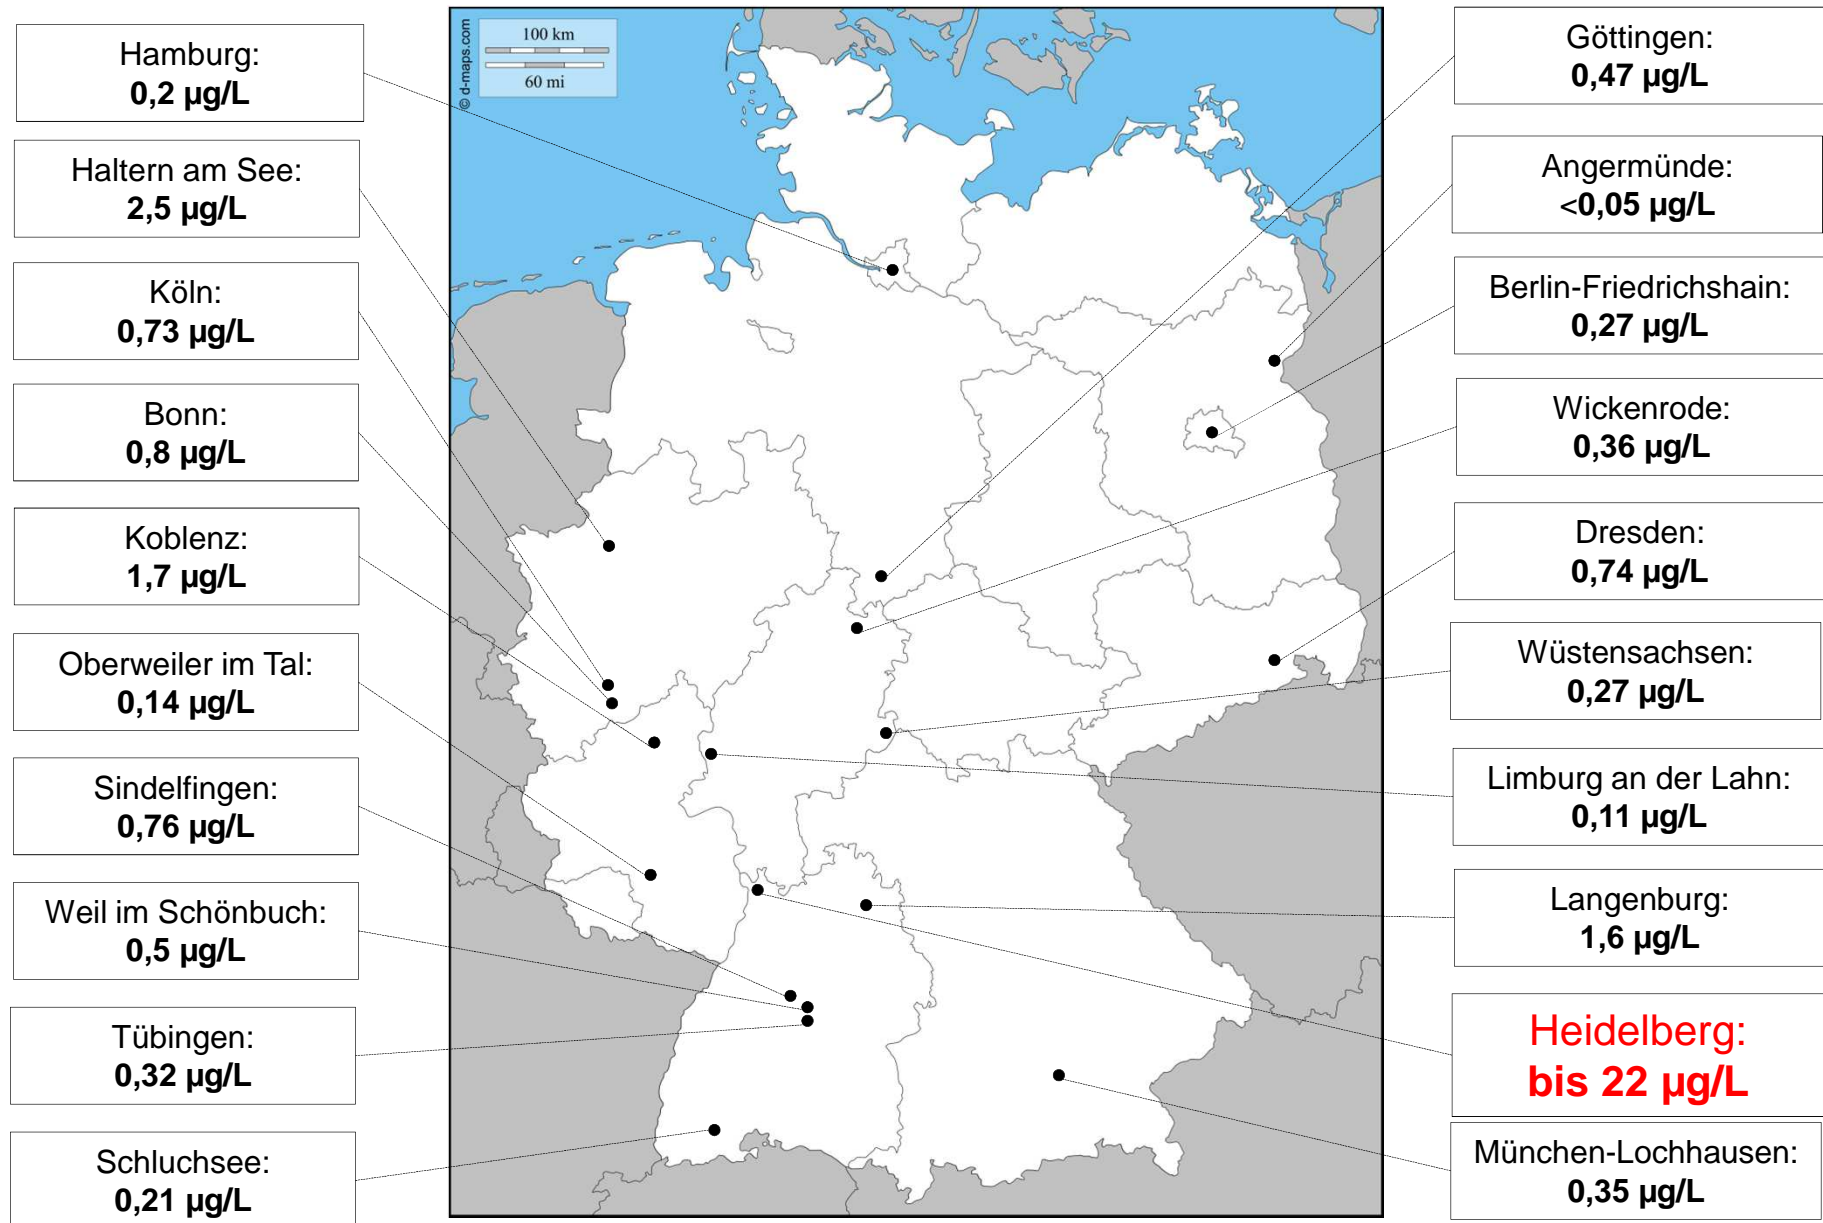 Hamburg:
0,2 µg/L
Haltern am See:
2,5 µg/L
Köln:
0,73 µg/L
Bonn:
0,8 µg/L
Koblenz:
1,7 µg/L
Oberweiler im Tal:
0,14 µg/L
Sindelfingen:
0,76 µg/L
Weil im Schönbuch:
0,5 µg/L
Tübingen:
0,32 µg/L
Schluchsee:
0,21 µg/L
© d-maps.com
100 km
60 mi
Göttingen:
0,47 µg/L
Angermünde:
<0,05 µg/L
Berlin-Friedrichshain:
0,27 µg/L
Wickenrode:
0,36 µg/L
Dresden:
0,74 µg/L
Wüstensachsen:
0,27 µg/L
Limburg an der Lahn:
0,11 µg/L
Langenburg:
1,6 µg/L
Heidelberg:
bis 22 µg/L
München-Lochhausen:
0,35 µg/L